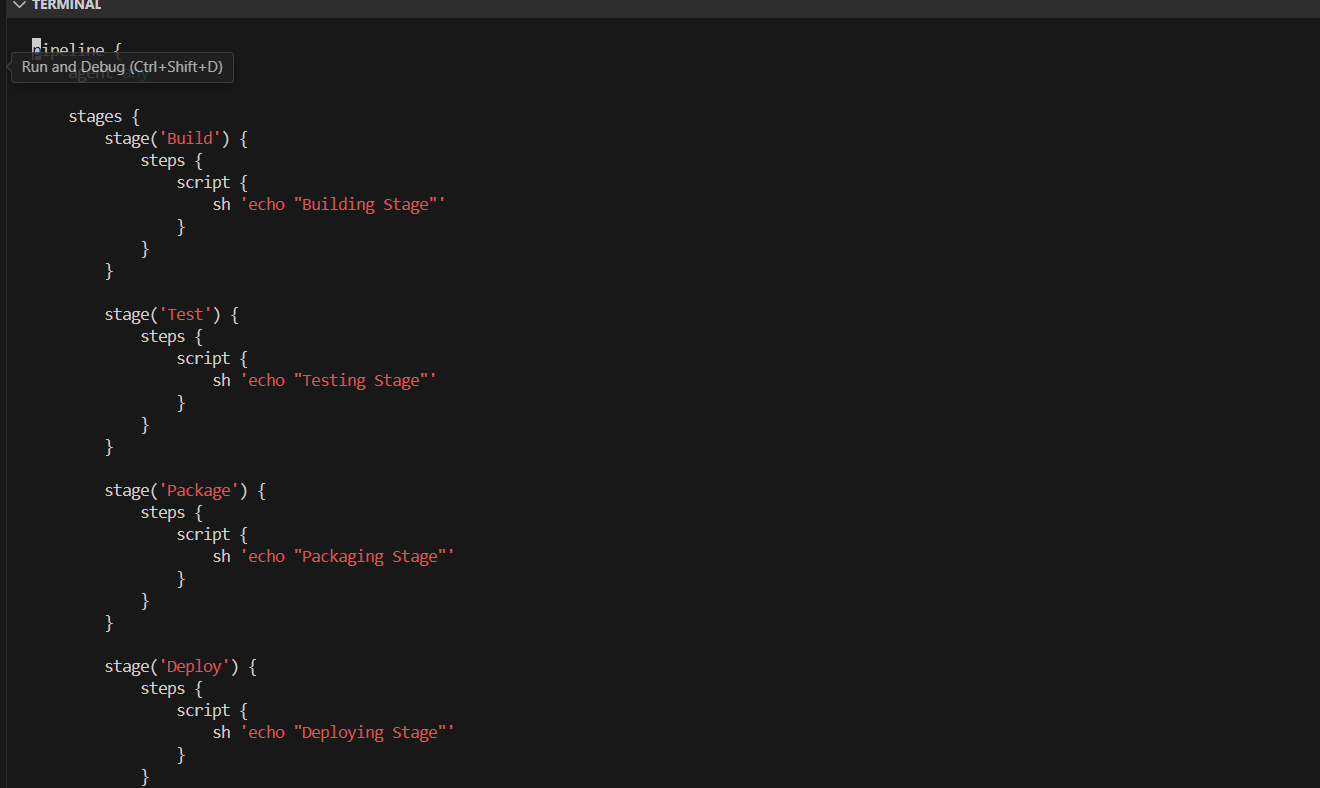 TERMINAL
pipeline {
Run and Debug (Ctrl+Shift+D)
agent any
stages {
stage('Build') {
steps {
script {
sh 'echo "Building Stage"'
}
}
}
stage('Test') {
steps {
script {
sh 'echo "Testing Stage"'
}
}
}
stage('Package') {
steps {
script {
sh 'echo "Packaging Stage"'
}
}
}
stage('Deploy') {
steps {
script {
sh 'echo "Deploying Stage"'
}
}